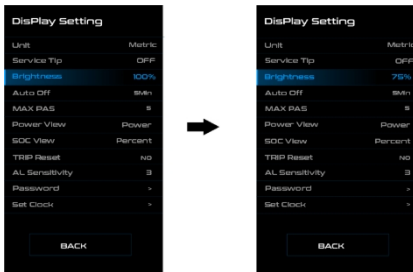 DisPlay Setting
Unit Metric
Service Tip OFF
Brightness 100%
Auto Off 5Min
MAX PAS 5
Power View Power
SOC View Percent
TRIP Reset NO
AL Sensitivity 3
Password >
Set Clock >
BACK
DisPlay Setting
Unit Metric
Service Tip OFF
Brightness 75%
Auto Off 5Min
MAX PAS 5
Power View Power
SOC View Percent
TRIP Reset NO
AL Sensitivity 3
Password >
Set Clock >
BACK